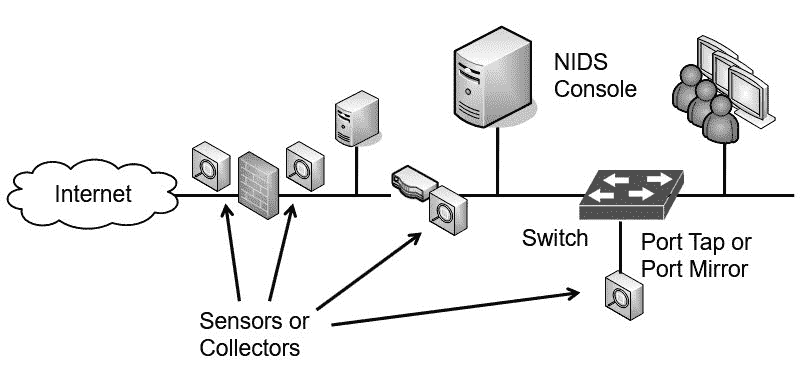 NIDS
Console
Internet
Switch
Port Tap or
Port Mirror
Sensors or
Collectors